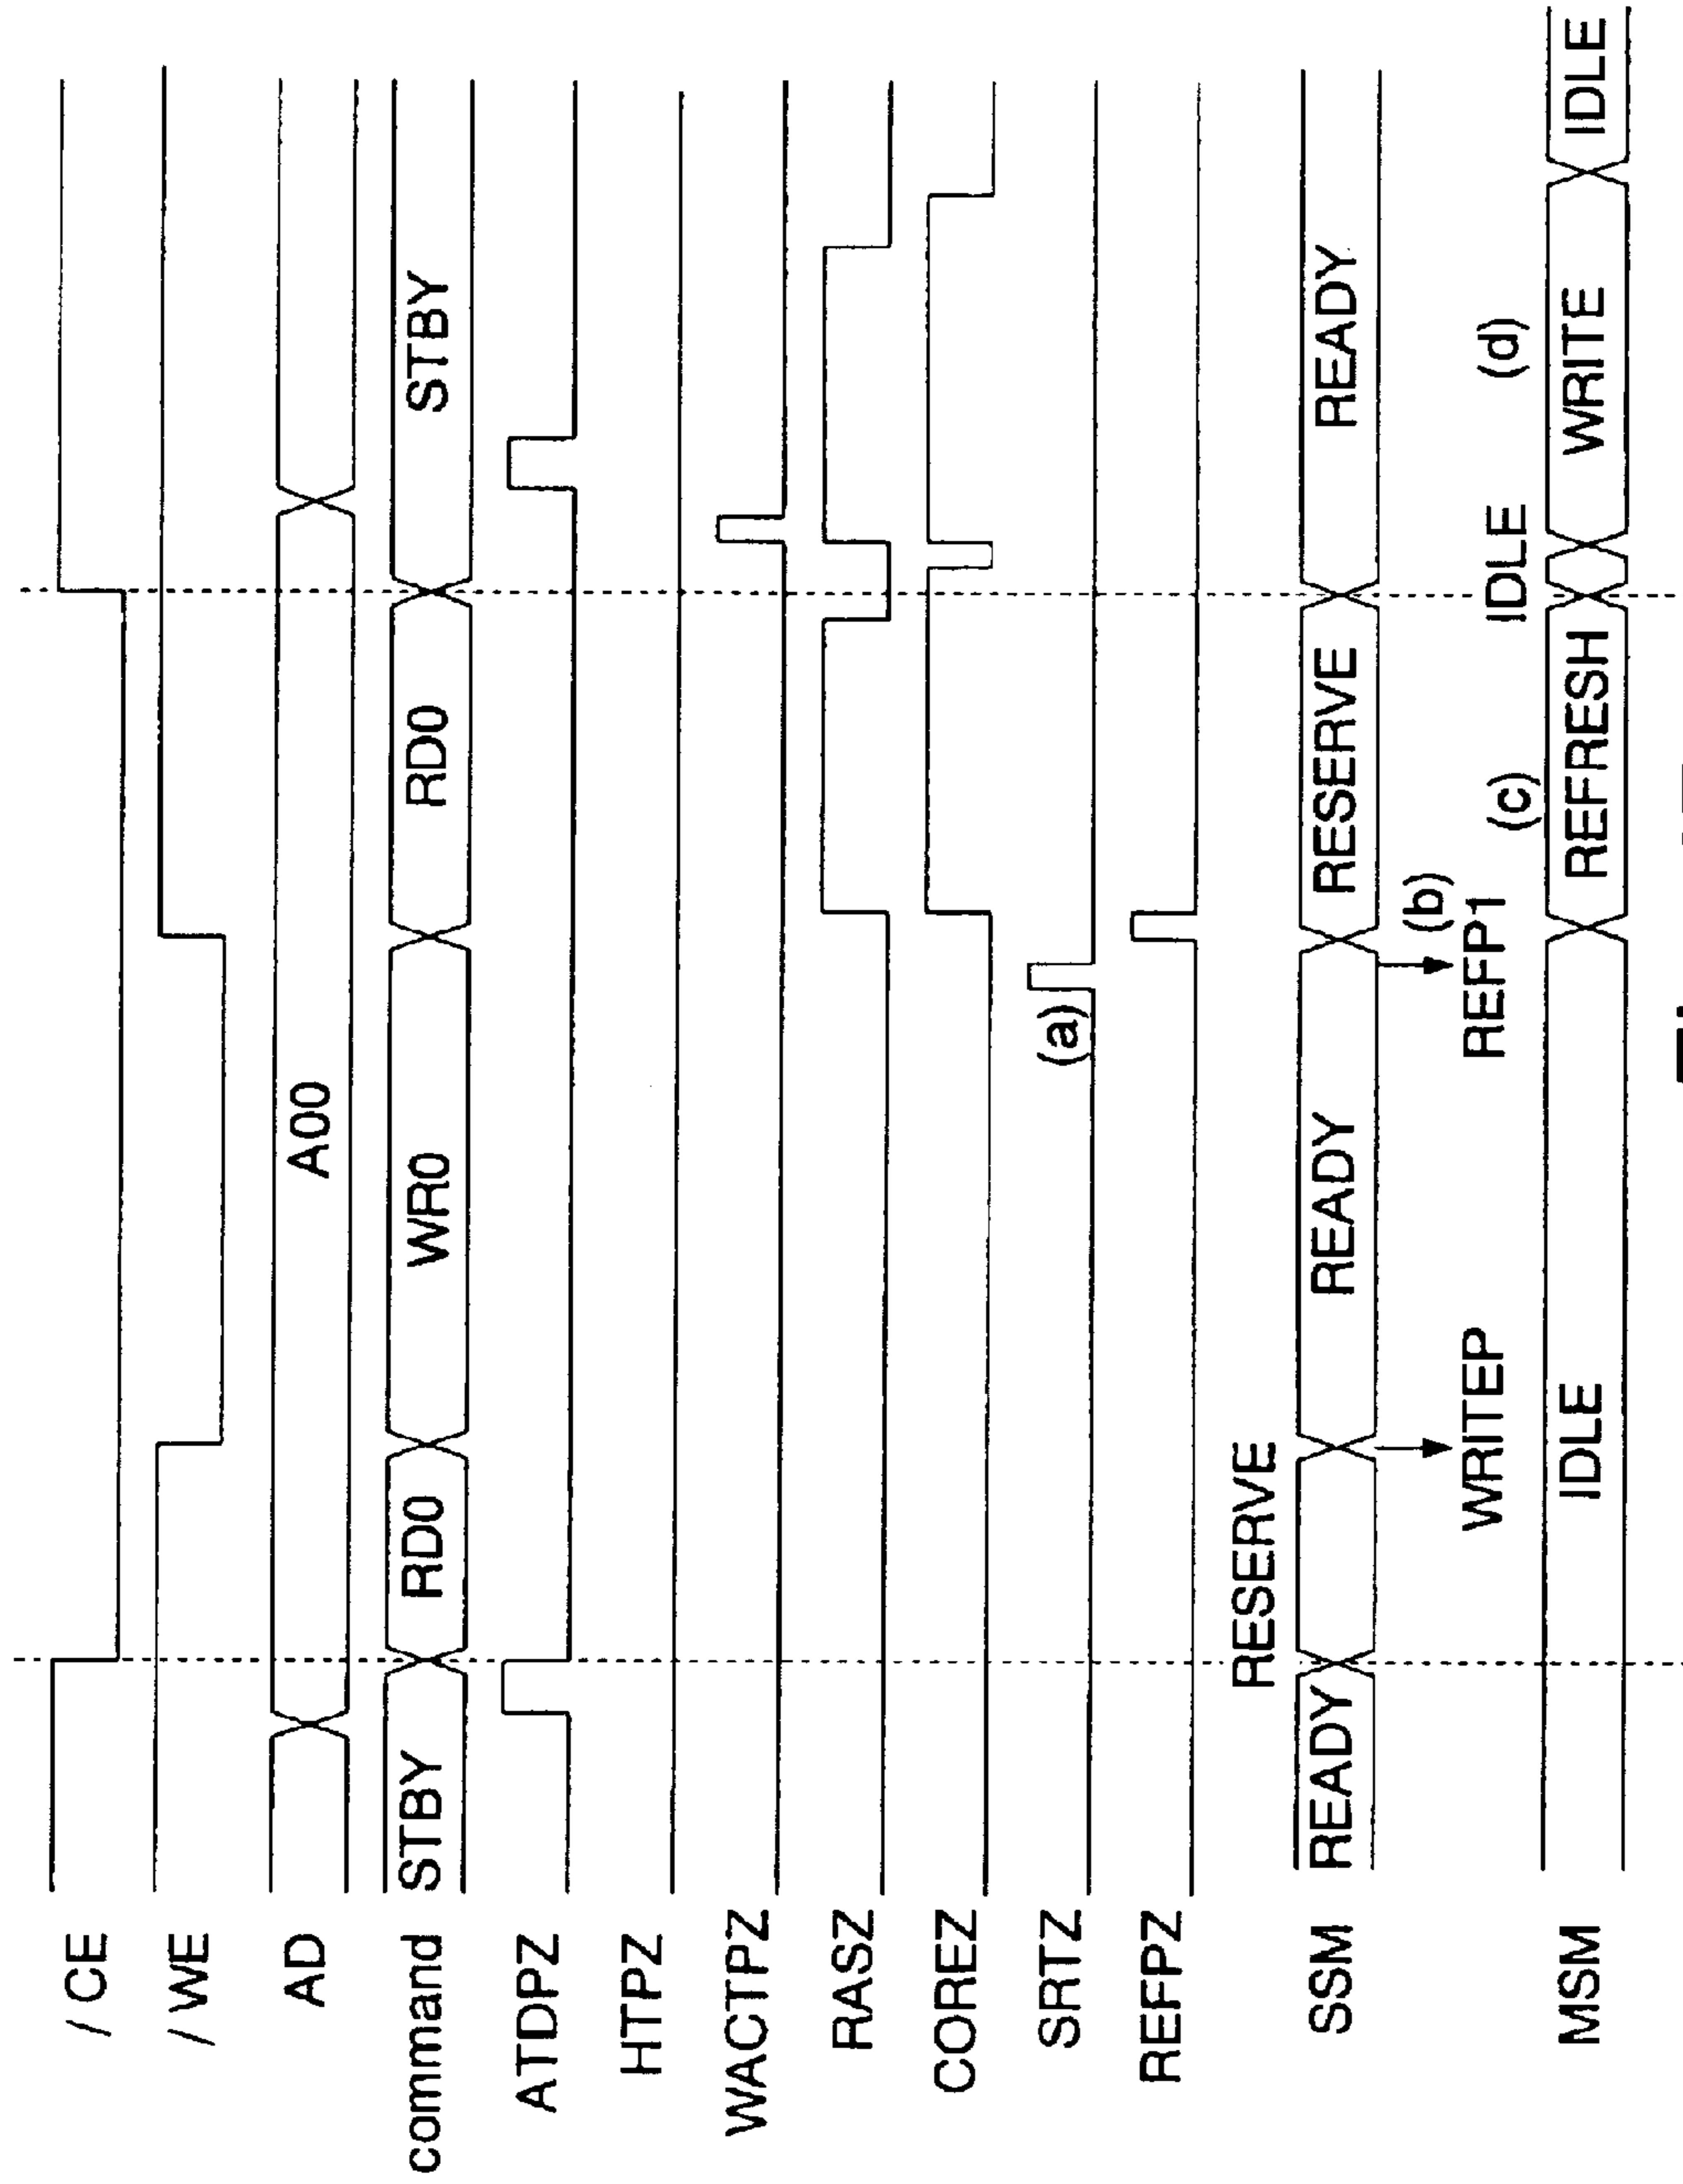 / CE
/ WE
AD A00
command STBY RD0 WR0 RD0 STBY
ATDPZ
HTPZ
WACTPZ
RASZ
COREZ
SRTZ (a)
REFPZ
RESERVE
SSM READY READY RESERVE READY
(b)
WRITEP REFP1 IDLE
(c) (d)
MSM IDLE REFRESH WRITE IDLE